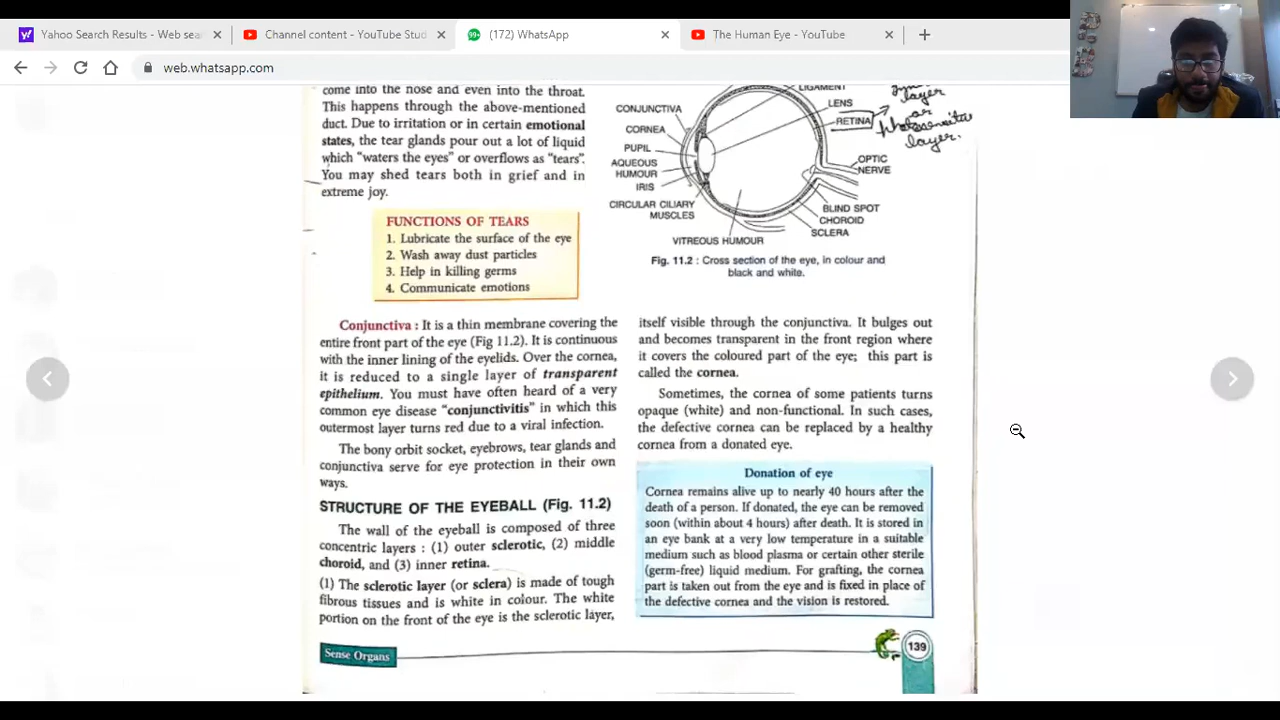 Yahoo Search Results - Web sea
Channel content - YouTube Stud
99+
(172) WhatsApp
The Human Eye - YouTube
web.whatsapp.com
come into the nose and even into the throat.
This happens through the above-mentioned
duct. Due to irritation or in certain emotional
states, the tear glands pour out a lot of liquid
which "waters the eyes" or overflows as "tears".
You may shed tears both in grief and in
extreme joy.
FUNCTIONS OF TEARS
1. Lubricate the surface of the eye
2. Wash away dust particles
3. Help in killing germs
4. Communicate emotions
LIGAMENT
CONJUNCTIVA
LENS
CORNEA
RETINA
layer
or
photosensitive
layer.
PUPIL
AQUEOUS
HUMOUR
IRIS
OPTIC
NERVE
CIRCULAR CILIARY
MUSCLES
BLIND SPOT
CHOROID
SCLERA
VITREOUS HUMOUR
Fig. 11.2 : Cross section of the eye, in colour and
black and white.
Conjunctiva : It is a thin membrane covering the
entire front part of the eye (Fig 11.2). It is continuous
with the inner lining of the eyelids. Over the cornea,
it is reduced to a single layer of transparent
epithelium. You must have often heard of a very
common eye disease "conjunctivitis" in which this
outermost layer turns red due to a viral infection.
The bony orbit socket, eyebrows, tear glands and
conjunctiva serve for eye protection in their own
ways.
STRUCTURE OF THE EYEBALL (Fig. 11.2)
The wall of the eyeball is composed of three
concentric layers : (1) outer sclerotic, (2) middle
choroid, and (3) inner retina.
(1) The sclerotic layer (or sclera) is made of tough
fibrous tissues and is white in colour. The white
portion on the front of the eye is the sclerotic layer,
itself visible through the conjunctiva. It bulges out
and becomes transparent in the front region where
it covers the coloured part of the eye; this part is
called the cornea.
Sometimes, the cornea of some patients turns
opaque (white) and non-functional. In such cases,
the defective cornea can be replaced by a healthy
cornea from a donated eye.
Donation of eye
Cornea remains alive up to nearly 40 hours after the
death of a person. If donated, the eye can be removed
soon (within about 4 hours) after death. It is stored in
an eye bank at a very low temperature in a suitable
medium such as blood plasma or certain other sterile
(germ-free) liquid medium. For grafting, the cornea
part is taken out from the eye and is fixed in place of
the defective cornea and the vision is restored.
Sense Organs
139